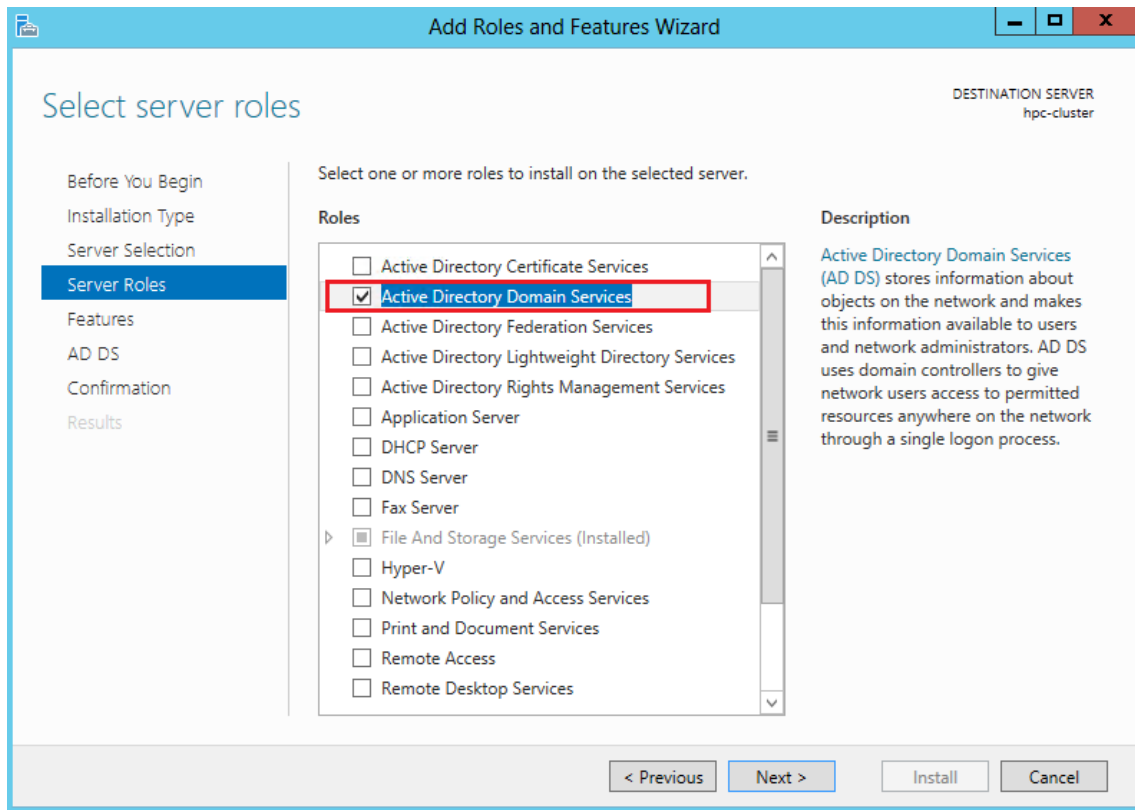 Add Roles and Features Wizard
Select server roles
DESTINATION SERVER
hpc-cluster
Before You Begin
Installation Type
Server Selection
Server Roles
Features
AD DS
Confirmation
Results
Select one or more roles to install on the selected server.
Roles
Active Directory Certificate Services
Active Directory Domain Services
Active Directory Federation Services
Active Directory Lightweight Directory Services
Active Directory Rights Management Services
Application Server
DHCP Server
DNS Server
Fax Server
File And Storage Services (Installed)
Hyper-V
Network Policy and Access Services
Print and Document Services
Remote Access
Remote Desktop Services
Description
Active Directory Domain Services
(AD DS) stores information about
objects on the network and makes
this information available to users
and network administrators. AD DS
uses domain controllers to give
network users access to permitted
resources anywhere on the network
through a single logon process.
< Previous
Next >
Install
Cancel